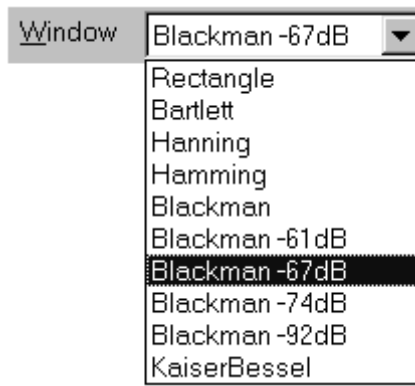 Window Blackman -67dB
Rectangle
Bartlett
Hanning
Hamming
Blackman
Blackman -61dB
Blackman -67dB
Blackman -74dB
Blackman -92dB
KaiserBessel